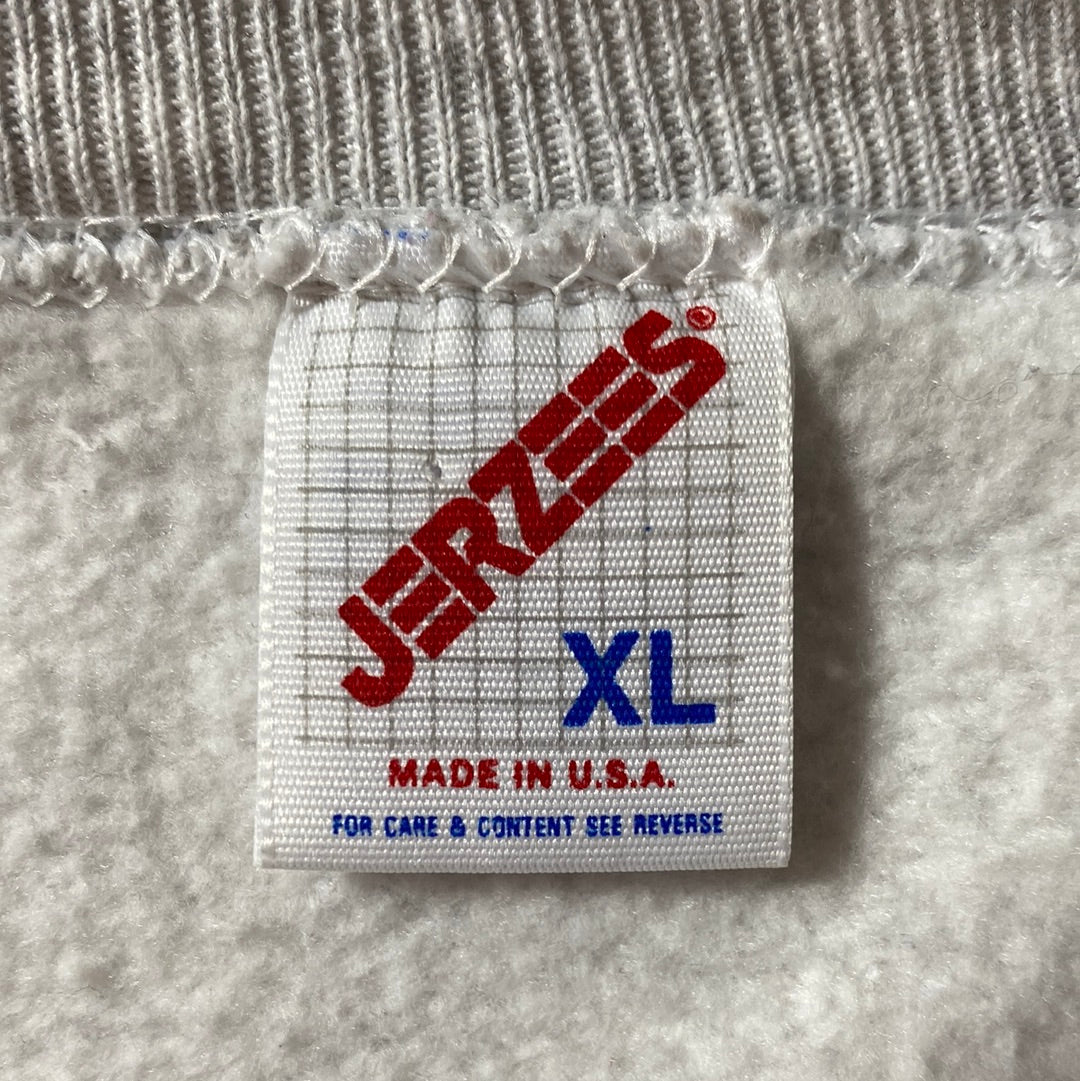 JERZEES®
XL
MADE IN U.S.A.
FOR CARE & CONTENT SEE REVERSE